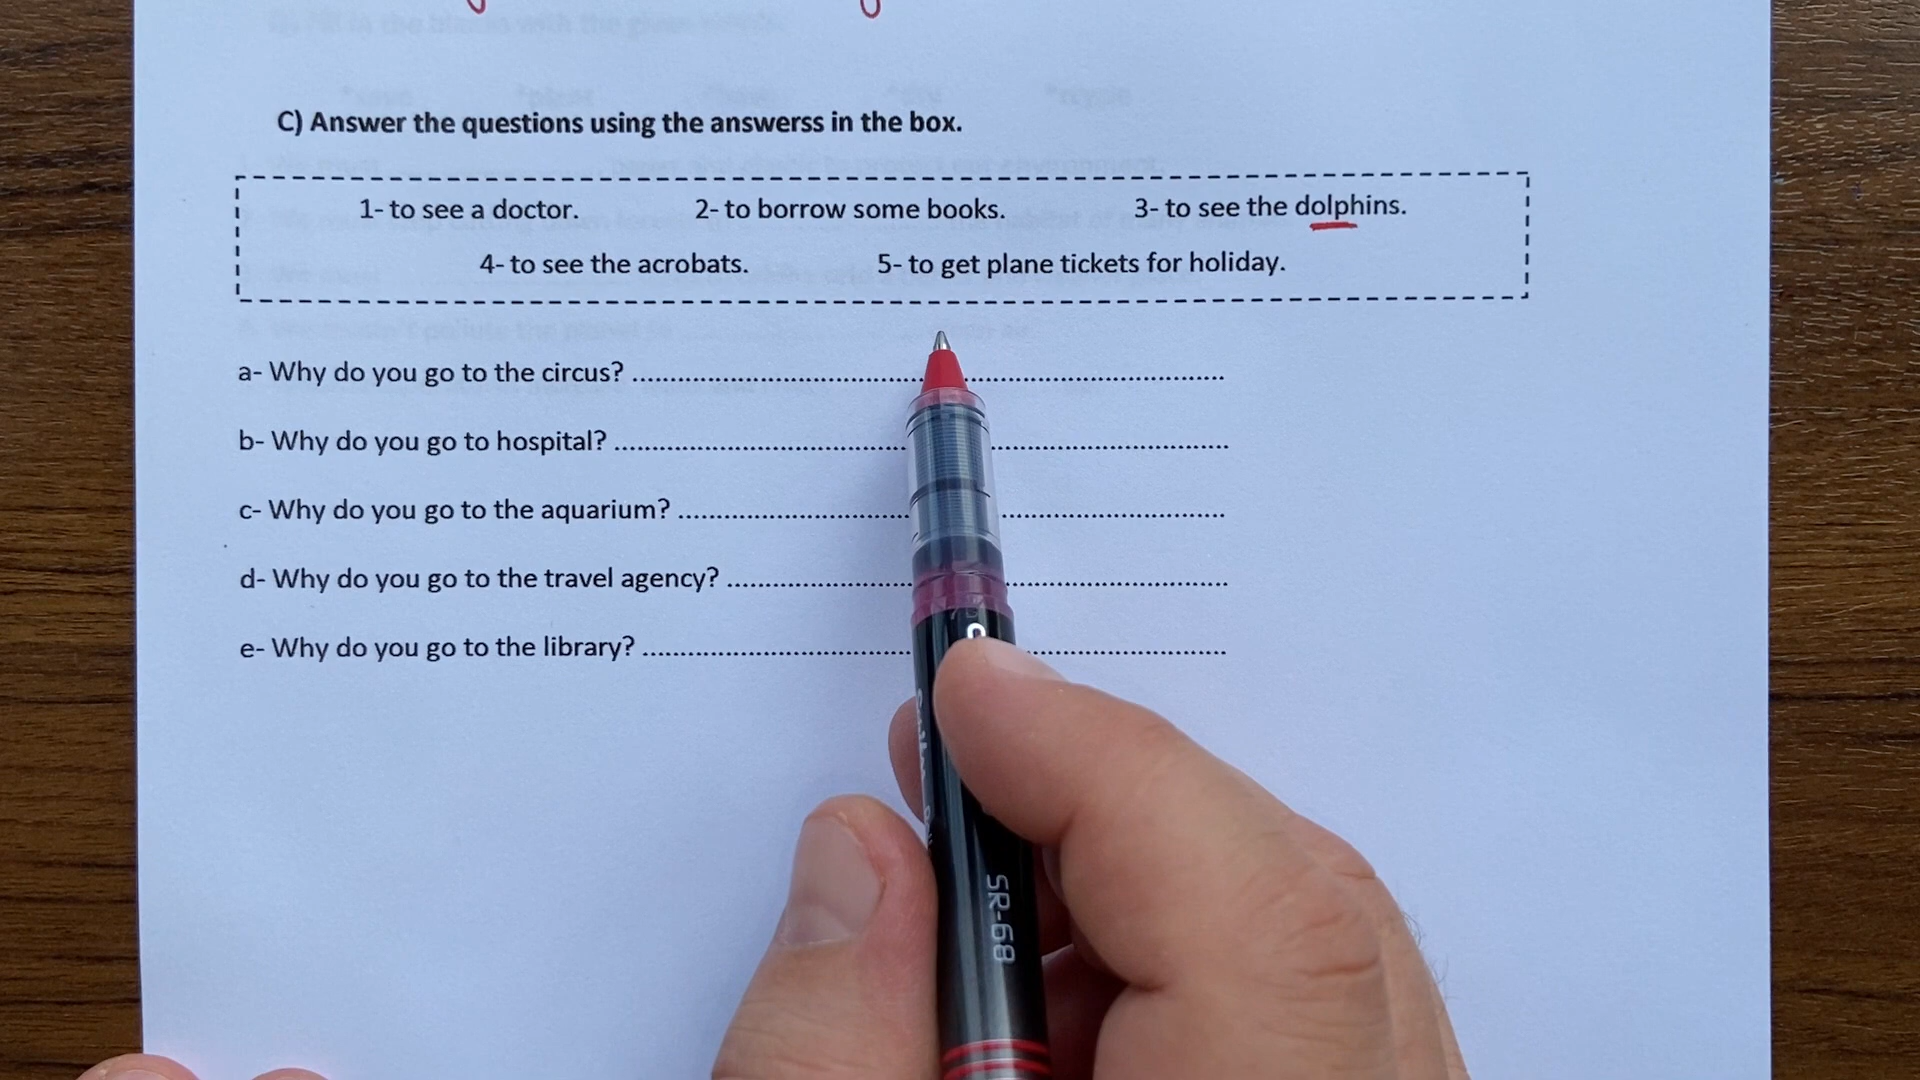 C) Answer the questions using the answerss in the box.
1- to see a doctor. 2- to borrow some books. 3- to see the dolphins.
4- to see the acrobats. 5- to get plane tickets for holiday.
a- Why do you go to the circus? ..........................................................................
b- Why do you go to hospital? ..........................................................................
c- Why do you go to the aquarium? ..........................................................................
d- Why do you go to the travel agency? ..........................................................................
e- Why do you go to the library? ..........................................................................
SR-68